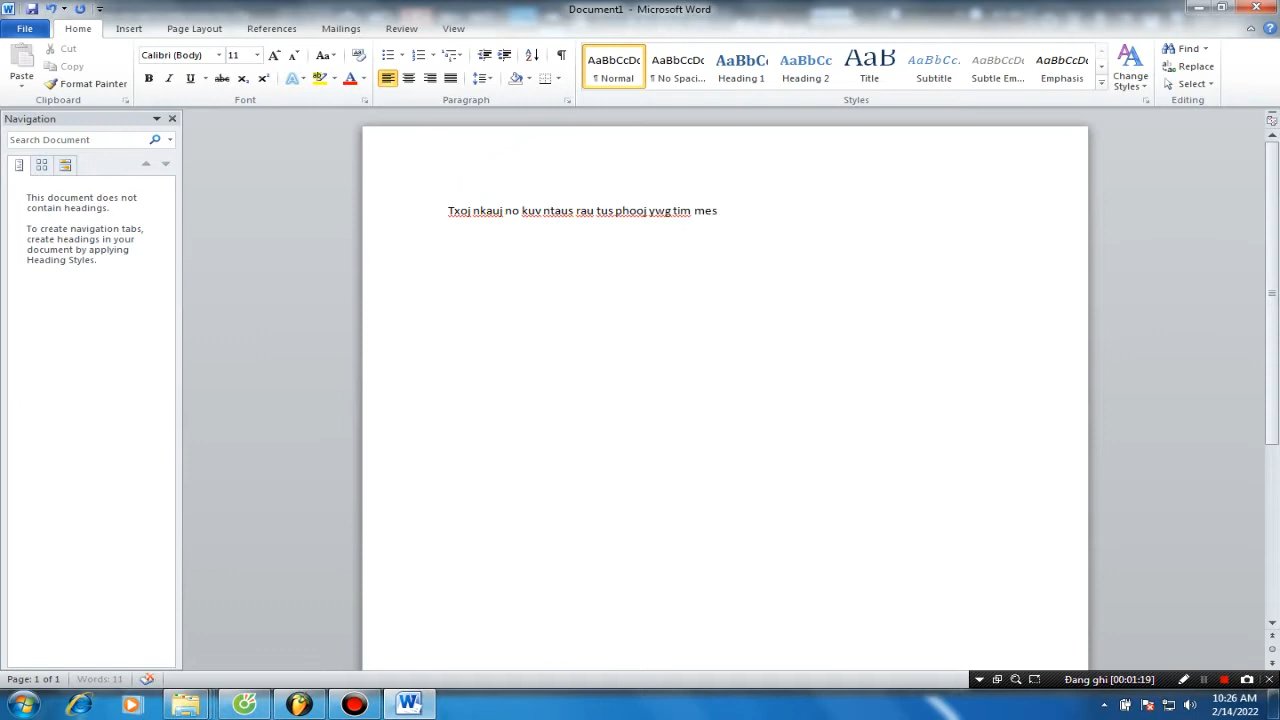 Document1 - Microsoft Word
File Home Insert Page Layout References Mailings Review View
Cut
Copy
Format Painter
Paste
Clipboard
Calibri (Body) 11
Font
Paragraph
AaBbCcDc AaBbCcDc AaBbCc AaBbCc AaB AaBbCc. AaBbCcDc AaBbCcDc
¶ Normal ¶ No Spaci... Heading 1 Heading 2 Title Subtitle Subtle Em... Emphasis
Styles
Change Styles
Find
Replace
Select
Editing
Navigation
Search Document
This document does not
contain headings.
To create navigation tabs,
create headings in your
document by applying
Heading Styles.
Txoj nkauj no kuv ntaus rau tus phooj ywg tim mes
Page: 1 of 1 Words: 11
Đang ghi [00:01:19]
10:26 AM
2/14/2022